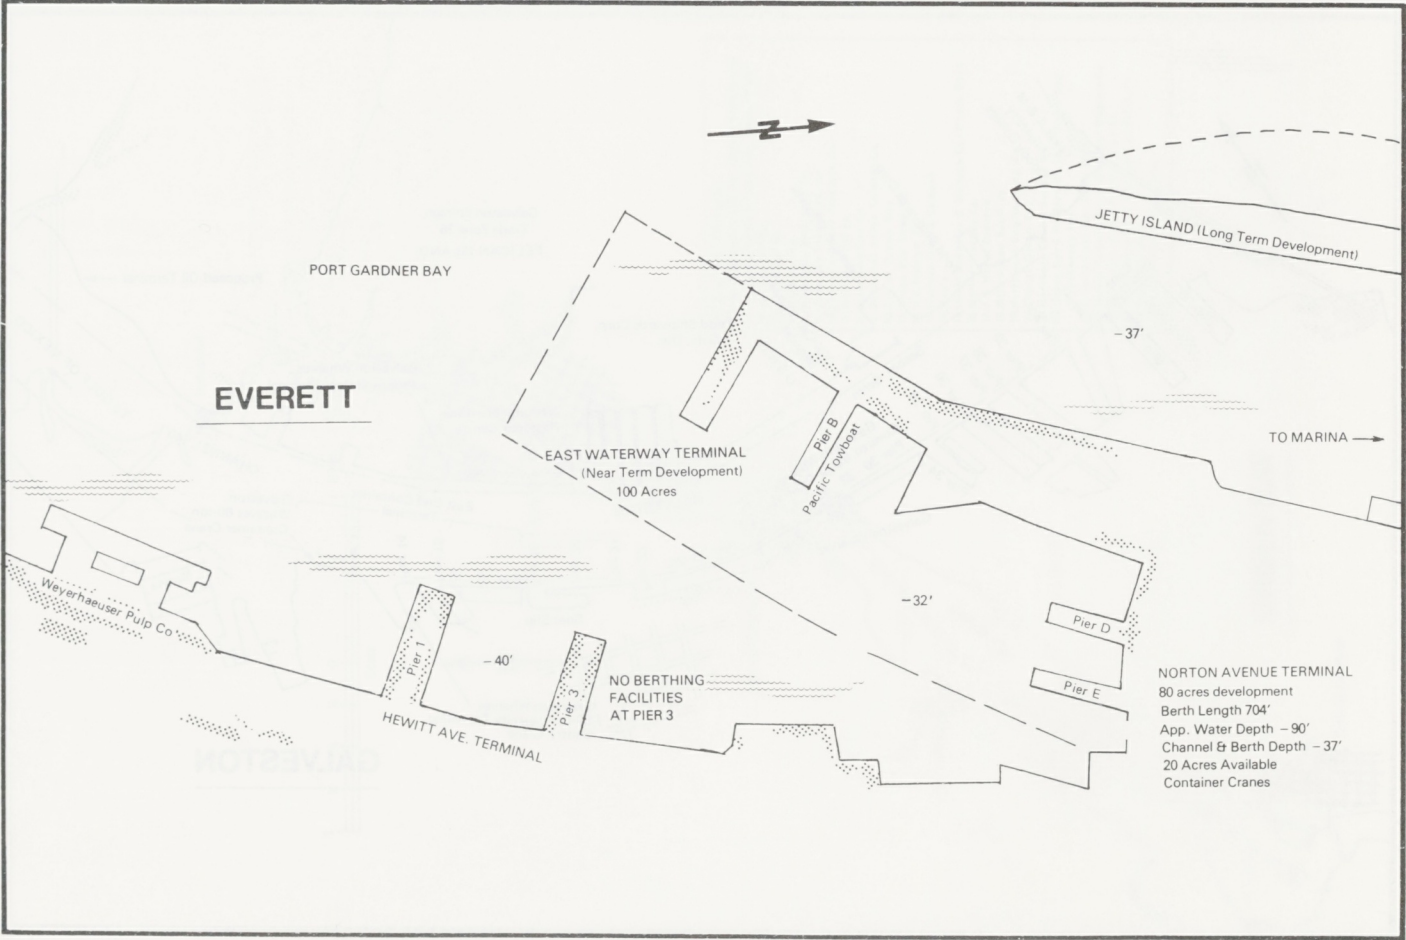 N
JETTY ISLAND (Long Term Development)
PORT GARDNER BAY
–37′
EVERETT
TO MARINA
Pier B
Pacific Towboat
EAST WATERWAY TERMINAL
(Near Term Development)
100 Acres
Weyerhaeuser Pulp Co
–32′
Pier D
Pier 1
–40′
Pier 3
NO BERTHING
FACILITIES
AT PIER 3
Pier E
HEWITT AVE. TERMINAL
NORTON AVENUE TERMINAL
80 acres development
Berth Length 704′
App. Water Depth –90′
Channel & Berth Depth –37′
20 Acres Available
Container Cranes
GALVESTON